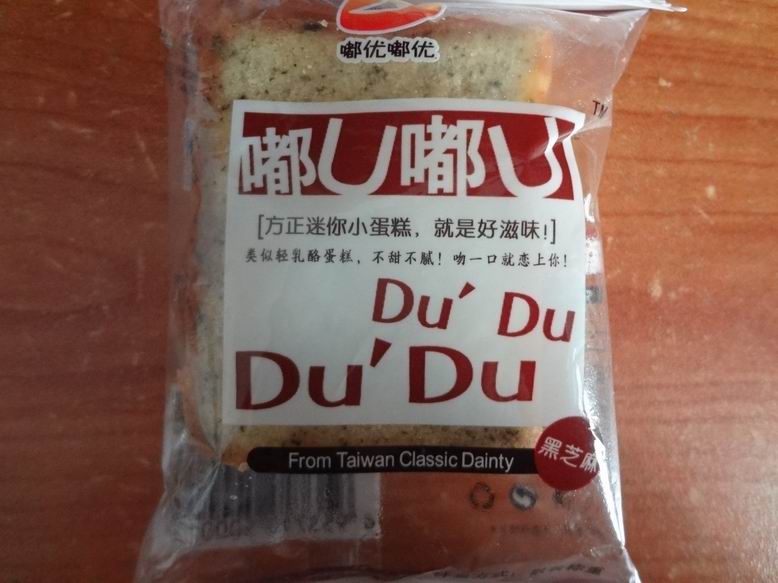 嘟优嘟优
TM
嘟U嘟U
[方正迷你小蛋糕，就是好滋味!]
类似轻乳酪蛋糕，不甜不腻！吻一口就恋上你！
Du' Du
Du'Du
黑芝麻
From Taiwan Classic Dainty